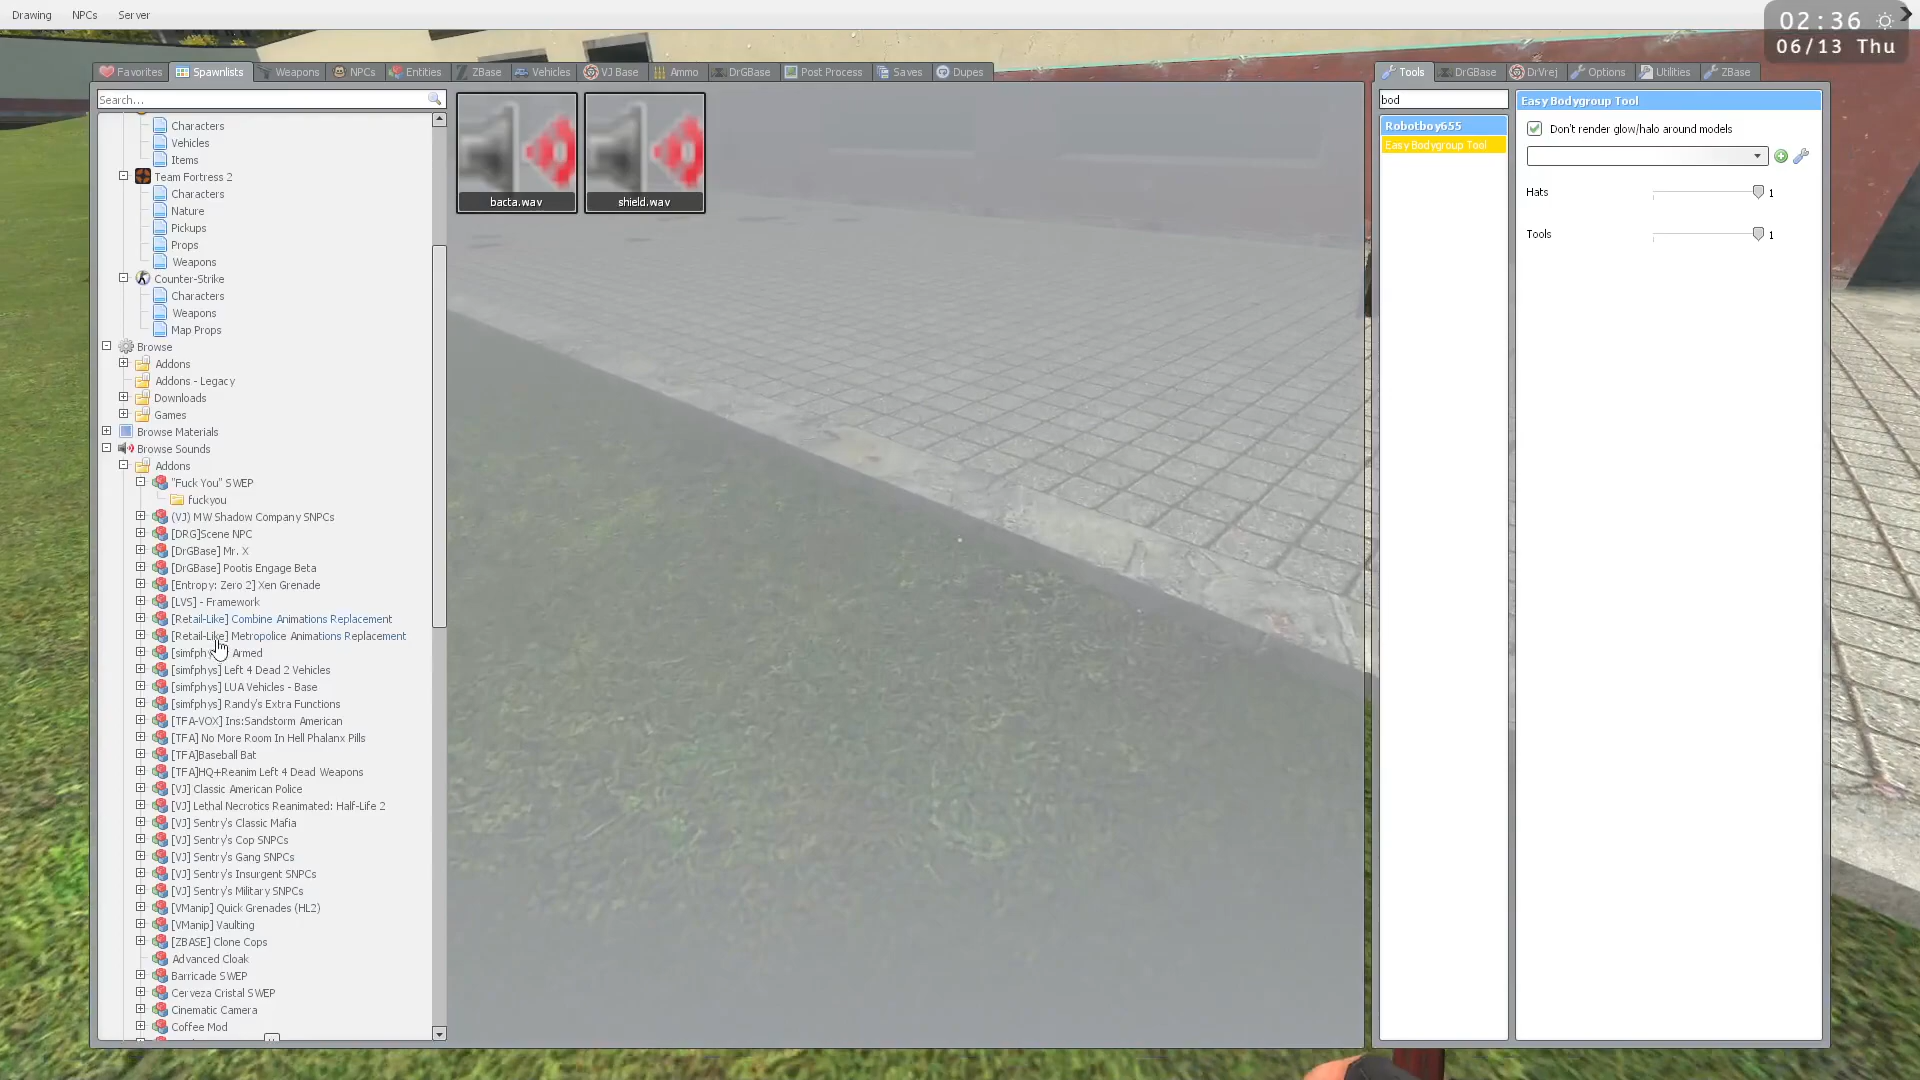 Drawing NPCs Server
02:36
06/13 Thu
Favorites Spawnlists Weapons NPCs Entities ZBase Vehicles VJ Base Ammo DrGBase Post Process Saves Dupes
Tools DrGBase DrVrej Options Utilities ZBase
Search...
Characters
Vehicles
Items
Team Fortress 2
Characters
Nature
Pickups
Props
Weapons
Counter-Strike
Characters
Weapons
Map Props
Browse
Addons
Addons - Legacy
Downloads
Games
Browse Materials
Browse Sounds
Addons
"Fuck You" SWEP
fuckyou
(VJ) MW Shadow Company SNPCs
[DRG]Scene NPC
[DrGBase] Mr. X
[DrGBase] Pootis Engage Beta
[Entropy: Zero 2] Xen Grenade
[LVS] - Framework
[Retail-Like] Combine Animations Replacement
[Retail-Like] Metropolice Animations Replacement
Armed
[simfphys] Left 4 Dead 2 Vehicles
[simfphys] LUA Vehicles - Base
[simfphys] Randy's Extra Functions
[TFA-VOX] Ins:Sandstorm American
[TFA] No More Room In Hell Phalanx Pills
[TFA]Baseball Bat
[TFA]HQ+Reanim Left 4 Dead Weapons
[VJ] Classic American Police
[VJ] Lethal Necrotics Reanimated: Half-Life 2
[VJ] Sentry's Classic Mafia
[VJ] Sentry's Cop SNPCs
[VJ] Sentry's Gang SNPCs
[VJ] Sentry's Insurgent SNPCs
[VJ] Sentry's Military SNPCs
[VManip] Quick Grenades (HL2)
[VManip] Vaulting
[ZBASE] Clone Cops
Advanced Cloak
Barricade SWEP
Cerveza Cristal SWEP
Cinematic Camera
Coffee Mod
bacta.wav
shield.wav
bod
Robotboy655
Easy Bodygroup Tool
Easy Bodygroup Tool
Don't render glow/halo around models
Hats 1
Tools 1